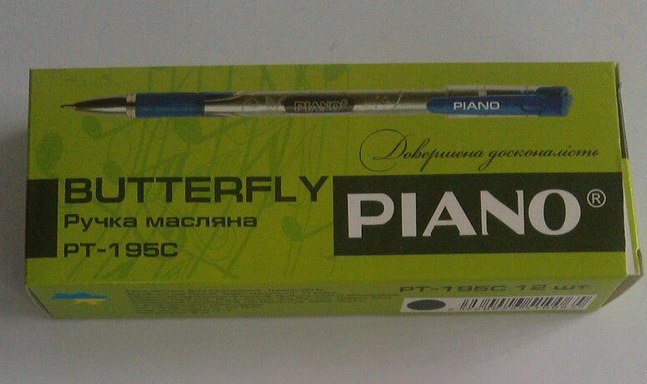 PIANO®
PIANO
Довершена досконалість
BUTTERFLY
PIANO®
Ручка масляна
PT-195C
PT-195C 12 шт